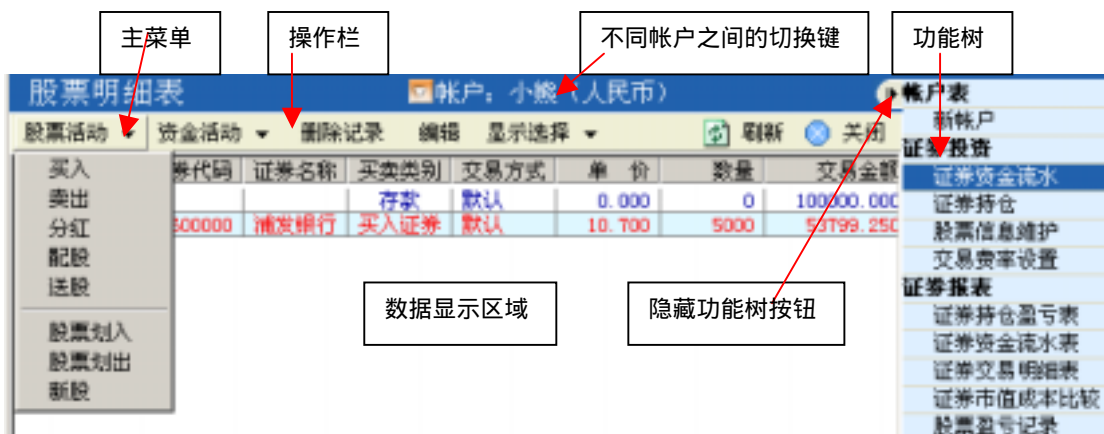 主菜单 操作栏 不同帐户之间的切换键 功能树
股票明细表 帐户：小熊（人民币） 帐户表
新帐户
股票活动 资金活动 删除记录 编辑 显示选择 刷新 关闭
证券投资
买入 券代码 证券名称 买卖类别 交易方式 单 价 数量 交易金额
证券资金流水
卖出 存款 默认 0.000 0 100000.000
证券持仓
分红 600000 浦发银行 买入证券 默认 10.700 5000 53799.250
股票信息维护
配股
交易费率设置
送股
证券报表
数据显示区域 隐藏功能树按钮
证券持仓盈亏表
股票划入
证券资金流水表
股票划出
证券交易明细表
新股
证券市值成本比较
股票盈亏记录